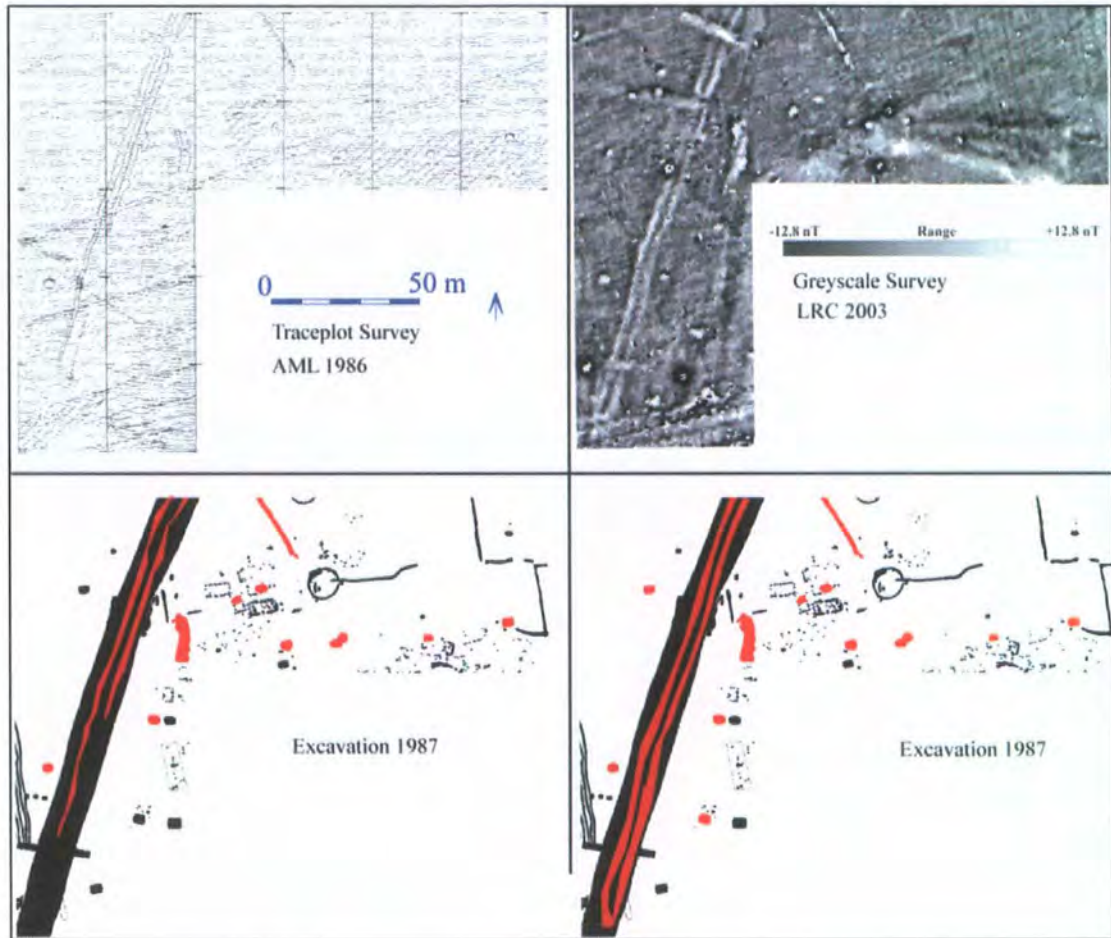 0 50 m
Traceplot Survey
AML 1986
-12.8 nT Range +12.8 nT
Greyscale Survey
LRC 2003
Excavation 1987
Excavation 1987